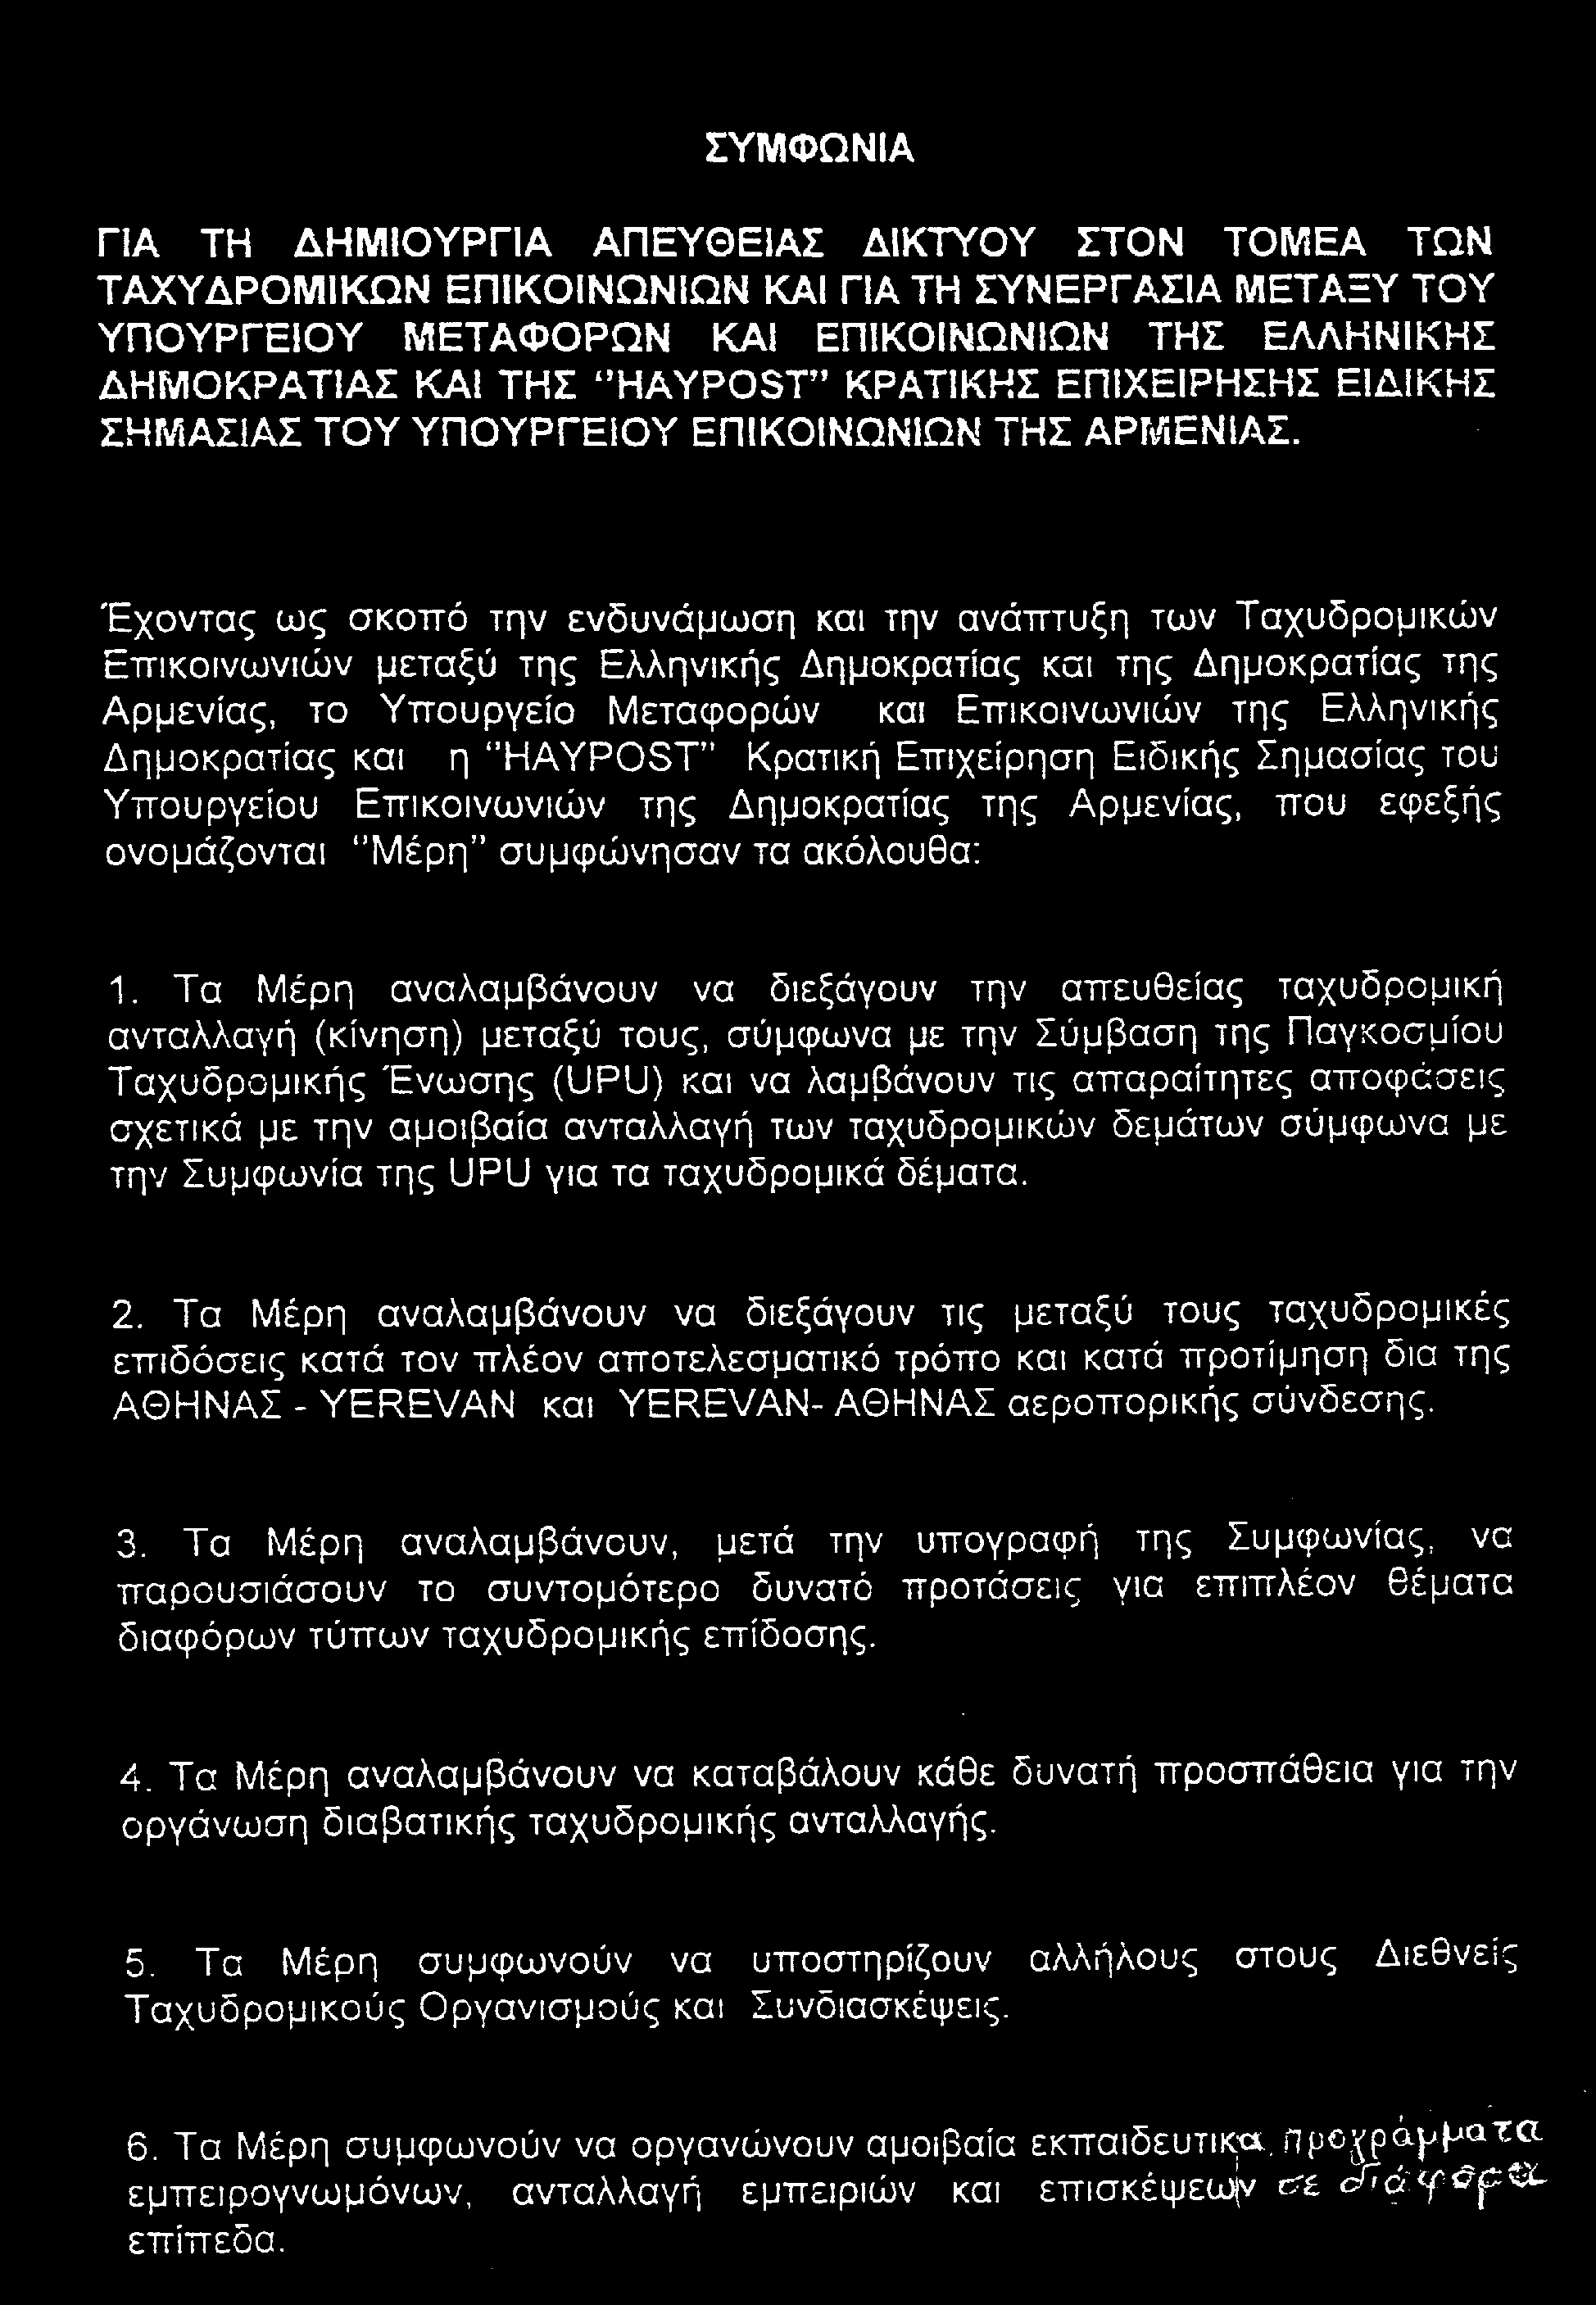 ΣΥΜΦΩΝΙΑ
ΓΙΑ ΤΗ ΔΗΜΙΟΥΡΓΙΑ ΑΠΕΥΘΕΙΑΣ ΔΙΚΤΥΟΥ ΣΤΟΝ ΤΟΜΕΑ ΤΩΝ
ΤΑΧΥΔΡΟΜΙΚΩΝ ΕΠΙΚΟΙΝΩΝΙΩΝ ΚΑΙ ΓΙΑ ΤΗ ΣΥΝΕΡΓΑΣΙΑ ΜΕΤΑΞΥ ΤΟΥ
ΥΠΟΥΡΓΕΙΟΥ ΜΕΤΑΦΟΡΩΝ ΚΑΙ ΕΠΙΚΟΙΝΩΝΙΩΝ ΤΗΣ ΕΛΛΗΝΙΚΗΣ
ΔΗΜΟΚΡΑΤΙΑΣ ΚΑΙ ΤΗΣ "HAYPOST" ΚΡΑΤΙΚΗΣ ΕΠΙΧΕΙΡΗΣΗΣ ΕΙΔΙΚΗΣ
ΣΗΜΑΣΙΑΣ ΤΟΥ ΥΠΟΥΡΓΕΙΟΥ ΕΠΙΚΟΙΝΩΝΙΩΝ ΤΗΣ ΑΡΜΕΝΙΑΣ.
Έχοντας ως σκοπό την ενδυνάμωση και την ανάπτυξη των Ταχυδρομικών
Επικοινωνιών μεταξύ της Ελληνικής Δημοκρατίας και της Δημοκρατίας της
Αρμενίας, το Υπουργείο Μεταφορών και Επικοινωνιών της Ελληνικής
Δημοκρατίας και η "HAYPOST" Κρατική Επιχείρηση Ειδικής Σημασίας του
Υπουργείου Επικοινωνιών της Δημοκρατίας της Αρμενίας, που εφεξής
ονομάζονται "Μέρη" συμφώνησαν τα ακόλουθα:
1. Τα Μέρη αναλαμβάνουν να διεξάγουν την απευθείας ταχυδρομική
ανταλλαγή (κίνηση) μεταξύ τους, σύμφωνα με την Σύμβαση της Παγκοσμίου
Ταχυδρομικής Ένωσης (UPU) και να λαμβάνουν τις απαραίτητες αποφάσεις
σχετικά με την αμοιβαία ανταλλαγή των ταχυδρομικών δεμάτων σύμφωνα με
την Συμφωνία της UPU για τα ταχυδρομικά δέματα.
2. Τα Μέρη αναλαμβάνουν να διεξάγουν τις μεταξύ τους ταχυδρομικές
επιδόσεις κατά τον πλέον αποτελεσματικό τρόπο και κατά προτίμηση δια της
ΑΘΗΝΑΣ - YEREVAN και YEREVAN- ΑΘΗΝΑΣ αεροπορικής σύνδεσης.
3. Τα Μέρη αναλαμβάνουν, μετά την υπογραφή της Συμφωνίας, να
παρουσιάσουν το συντομότερο δυνατό προτάσεις για επιπλέον θέματα
διαφόρων τύπων ταχυδρομικής επίδοσης.
4. Τα Μέρη αναλαμβάνουν να καταβάλουν κάθε δυνατή προσπάθεια για την
οργάνωση διαβατικής ταχυδρομικής ανταλλαγής.
5. Τα Μέρη συμφωνούν να υποστηρίζουν αλλήλους στους Διεθνείς
Ταχυδρομικούς Οργανισμούς και Συνδιασκέψεις.
6. Τα Μέρη συμφωνούν να οργανώνουν αμοιβαία εκπαιδευτικα προγράμματα
εμπειρογνωμόνων, ανταλλαγή εμπειριών και επισκέψεων σε διάφορα
επίπεδα.